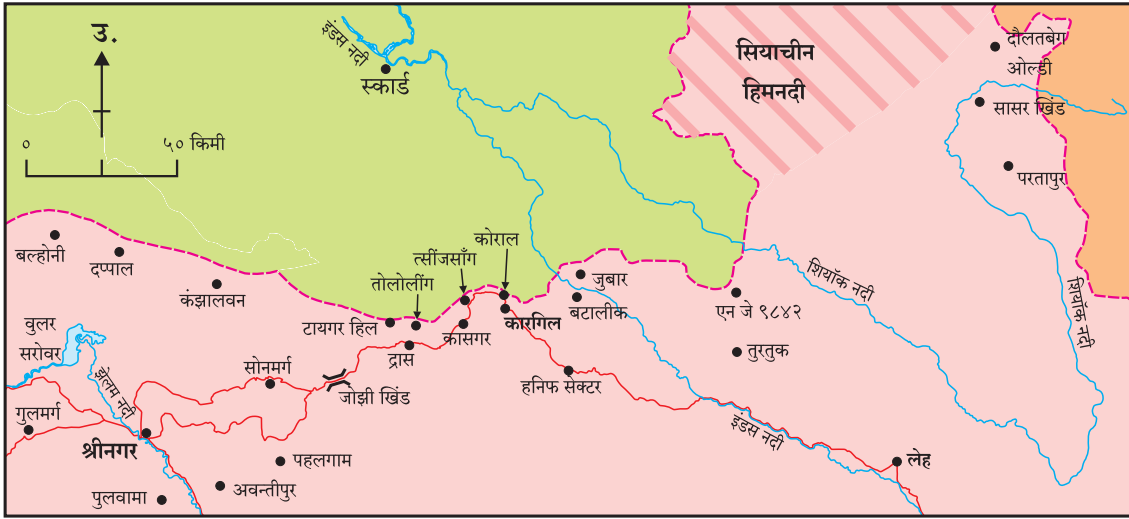 उ.
० ५० किमी
इंडस नदी
स्कार्ड
सियाचीन
हिमनदी
दौलतबेग
ओल्डी
सासर खिंड
परतापुर
बल्होनी
दप्पाल
कंझालवन
टायगर हिल
तोलोलींग
त्सींजसाँग
कोराल
जुबार
बटालीक
कारगिल
कासगर
द्रास
एन जे ९८४२
तुरतुक
शियॉक नदी
शियॉक नदी
वुलर
सरोवर
झेलम नदी
सोनमर्ग
जोझी खिंड
हनिफ सेक्टर
गुलमर्ग
श्रीनगर
पहलगाम
अवन्तीपुर
पुलवामा
इंडस नदी
लेह